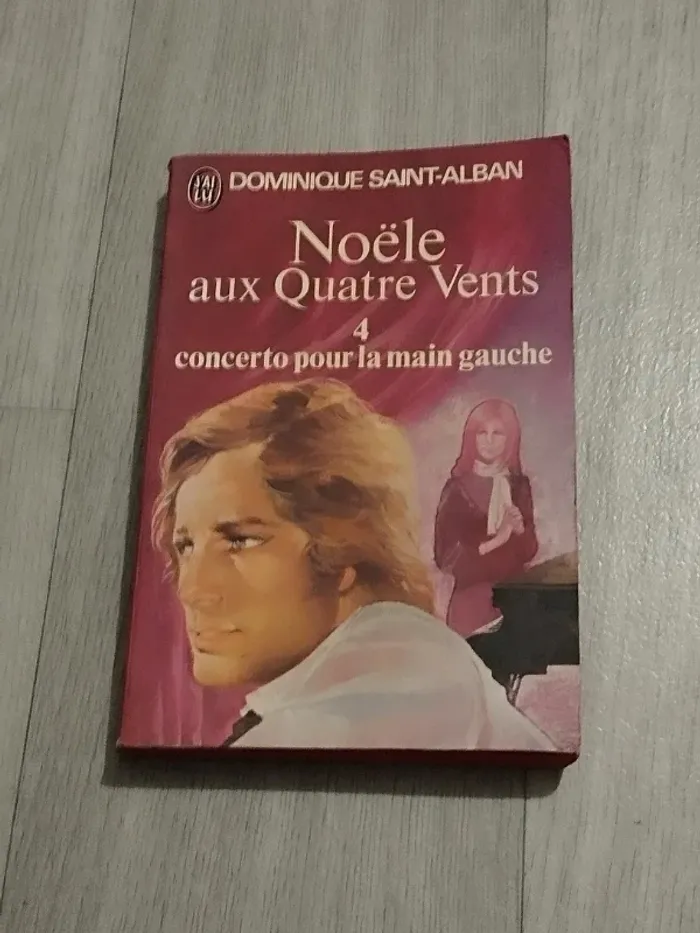 J'AI
LU
DOMINIQUE SAINT-ALBAN
Noële
aux Quatre Vents
4
concerto pour la main gauche